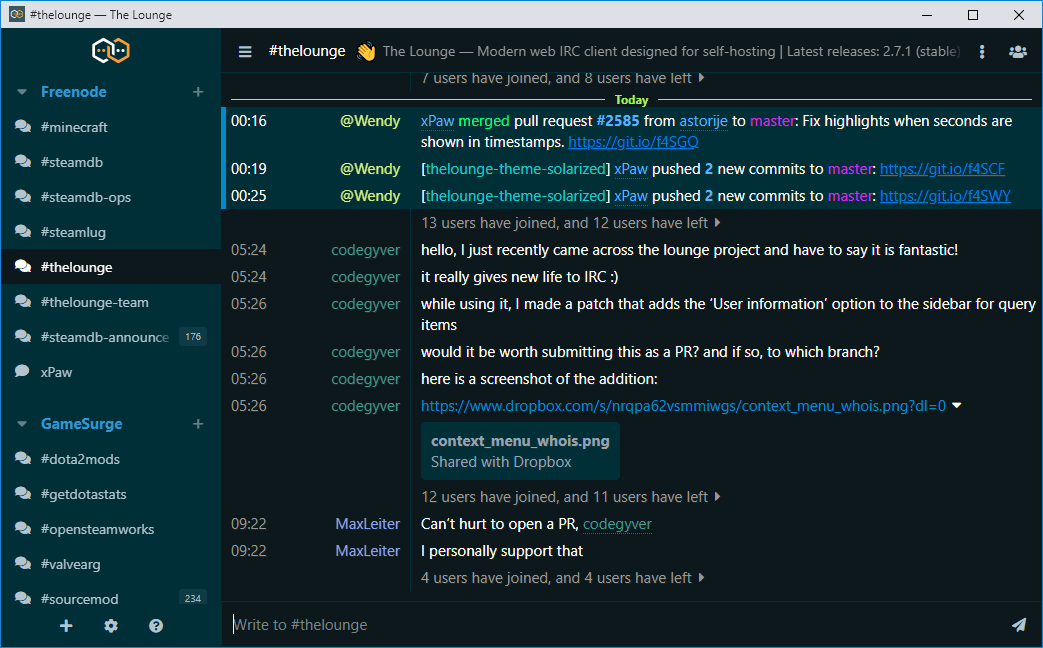 #thelounge — The Lounge
Freenode
#minecraft
#steamdb
#steamdb-ops
#steamlug
#thelounge
#thelounge-team
#steamdb-announce 176
xPaw
GameSurge
#dota2mods
#getdotastats
#opensteamworks
#valvearg
#sourcemod 234
#thelounge The Lounge — Modern web IRC client designed for self-hosting | Latest releases: 2.7.1 (stable)
7 users have joined, and 8 users have left
Today
00:16 @Wendy xPaw merged pull request #2585 from astorije to master: Fix highlights when seconds are
shown in timestamps. https://git.io/f4SGQ
00:19 @Wendy [thelounge-theme-solarized] xPaw pushed 2 new commits to master: https://git.io/f4SCF
00:25 @Wendy [thelounge-theme-solarized] xPaw pushed 2 new commits to master: https://git.io/f4SWY
13 users have joined, and 12 users have left
05:24 codegyver hello, I just recently came across the lounge project and have to say it is fantastic!
05:24 codegyver it really gives new life to IRC :)
05:26 codegyver while using it, I made a patch that adds the ‘User information’ option to the sidebar for query
items
05:26 codegyver would it be worth submitting this as a PR? and if so, to which branch?
05:26 codegyver here is a screenshot of the addition:
05:26 codegyver https://www.dropbox.com/s/nrqpa62vsmmiwgs/context_menu_whois.png?dl=0
context_menu_whois.png
Shared with Dropbox
12 users have joined, and 11 users have left
09:22 MaxLeiter Can’t hurt to open a PR, codegyver
09:22 MaxLeiter I personally support that
4 users have joined, and 4 users have left
Write to #thelounge